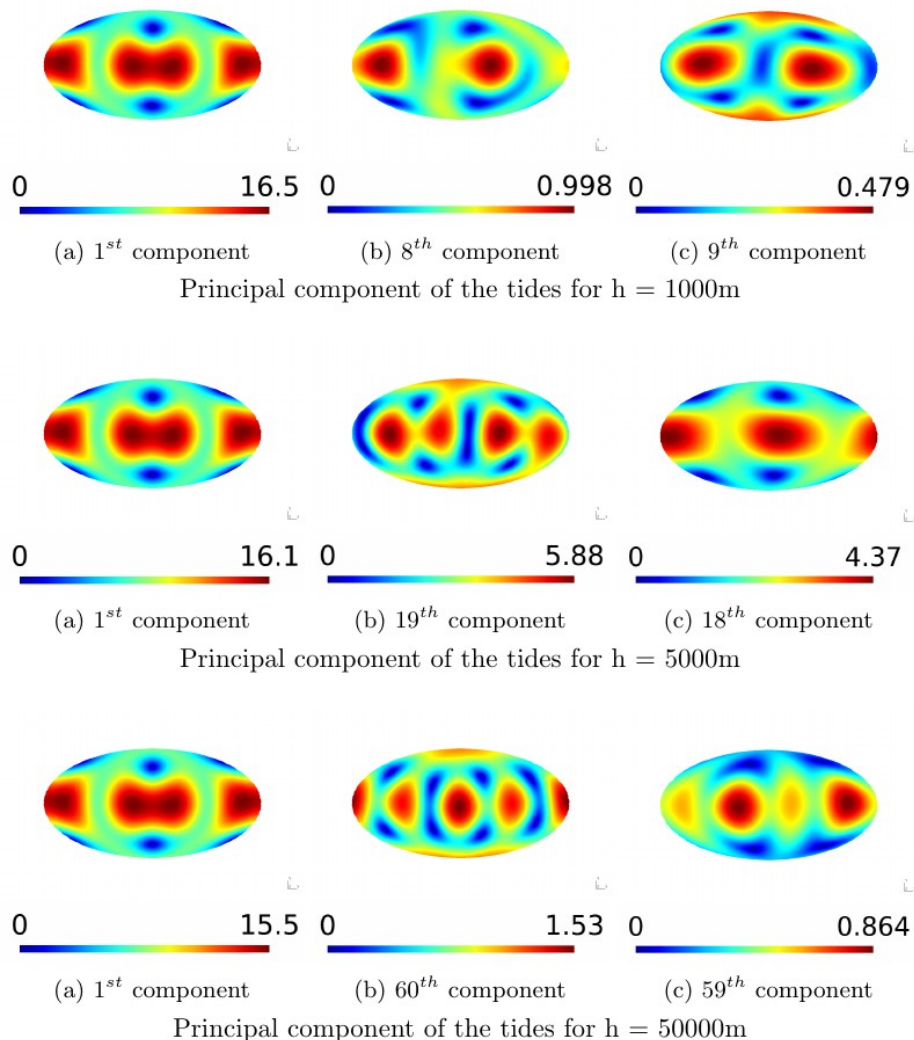 0 16.5 0 0.998 0 0.479
(a) 1st component (b) 8th component (c) 9th component
Principal component of the tides for h = 1000m
0 16.1 0 5.88 0 4.37
(a) 1st component (b) 19th component (c) 18th component
Principal component of the tides for h = 5000m
0 15.5 0 1.53 0 0.864
(a) 1st component (b) 60th component (c) 59th component
Principal component of the tides for h = 50000m